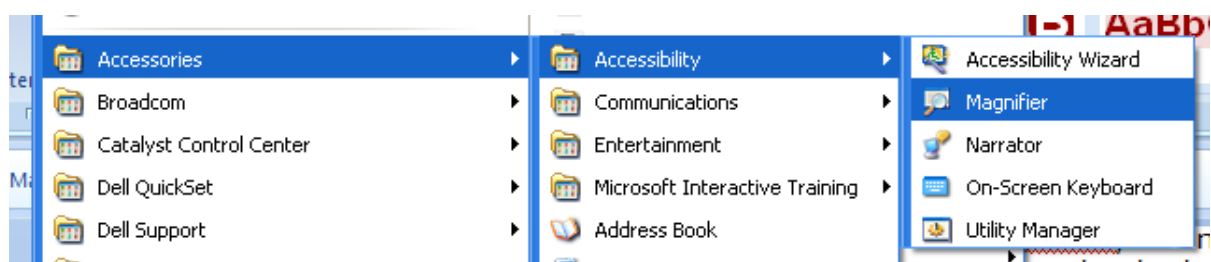 Accessories
Broadcom
Catalyst Control Center
Dell QuickSet
Dell Support
Accessibility
Communications
Entertainment
Microsoft Interactive Training
Address Book
Accessibility Wizard
Magnifier
Narrator
On-Screen Keyboard
Utility Manager